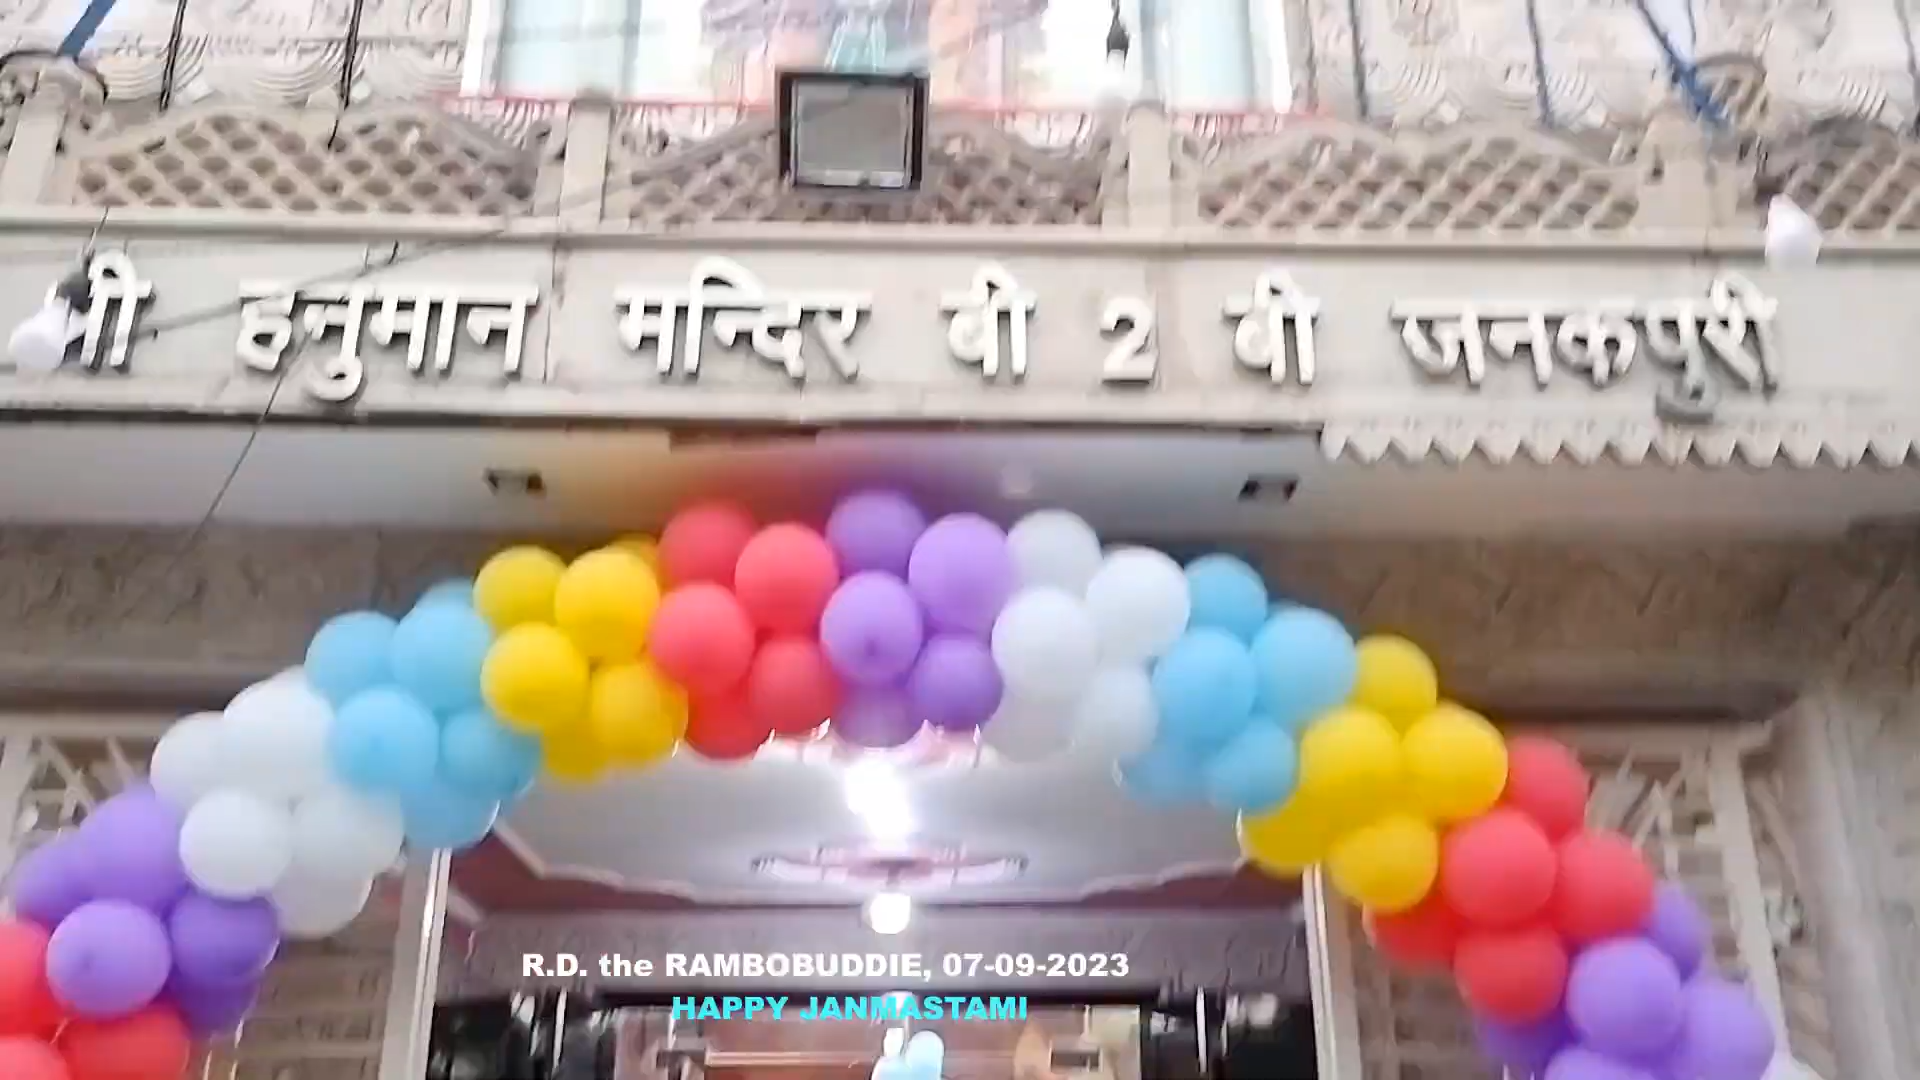 श्री हनुमान मन्दिर बी 2 बी जनकपुरी
R.D. the RAMBOBUDDIE, 07-09-2023
HAPPY JANMASTAMI